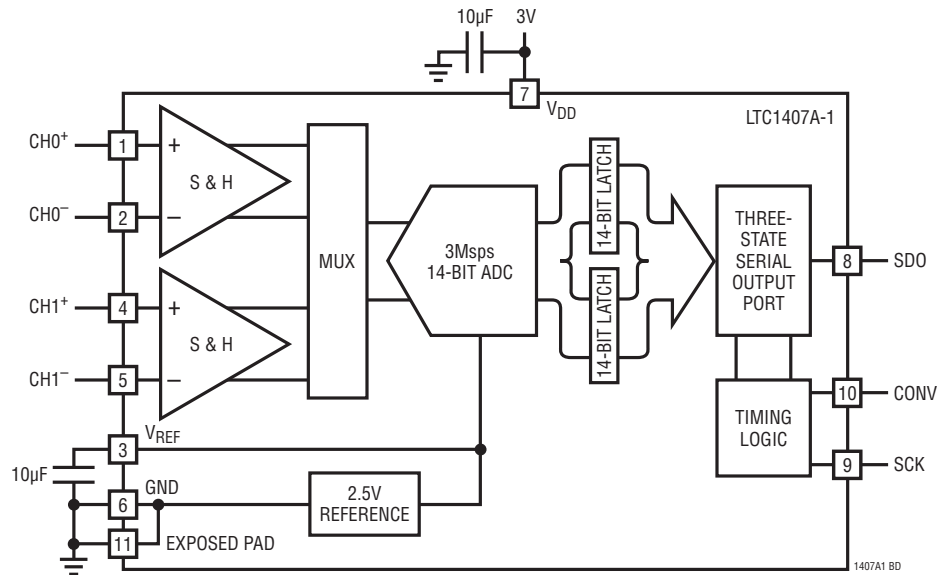 10µF 3V
7
VDD
LTC1407A-1
CH0+
1
+
S & H
CH0–
2
–
CH1+
4
+
S & H
CH1–
5
–
MUX
3Msps
14-BIT ADC
14-BIT LATCH
14-BIT LATCH
THREE-
STATE
SERIAL
OUTPUT
PORT
8
SDO
10
CONV
TIMING
LOGIC
9
SCK
VREF
3
10µF
GND
6
2.5V
REFERENCE
11
EXPOSED PAD
1407A1 BD